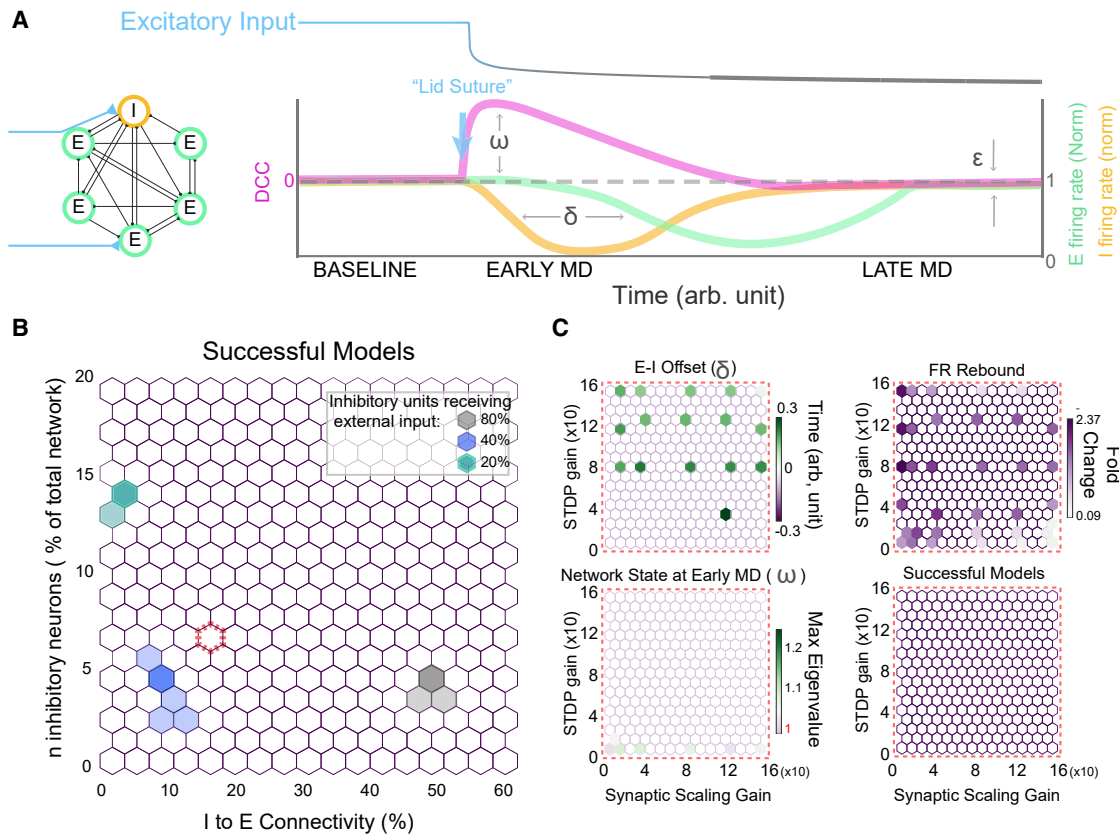 A
Excitatory Input
"Lid Suture"
I
E
E
E
E
E
DCC
0
ω
δ
ε
1
0
E firing rate (Norm)
I firing rate (norm)
BASELINE
EARLY MD
LATE MD
Time (arb. unit)
B
Successful Models
n inhibitory neurons ( % of total network)
20
15
10
5
0
Inhibitory units receiving
external input:
80%
40%
20%
0
10
20
30
40
50
60
I to E Connectivity (%)
C
E-I Offset (δ)
STDP gain (x10)
16
12
8
4
0
0.3
0
-0.3
Time (arb, unit)
FR Rebound
STDP gain (x10)
16
12
8
4
0
2.37
0.09
Fold
Change
Network State at Early MD ( ω )
STDP gain (x10)
16
12
8
4
0
0 4 8 12 16 (x10)
Synaptic Scaling Gain
1.2
1.1
1
Max Eigenvalue
Successful Models
STDP gain (x10)
16
12
8
4
0
0 4 8 12 16 (x10)
Synaptic Scaling Gain